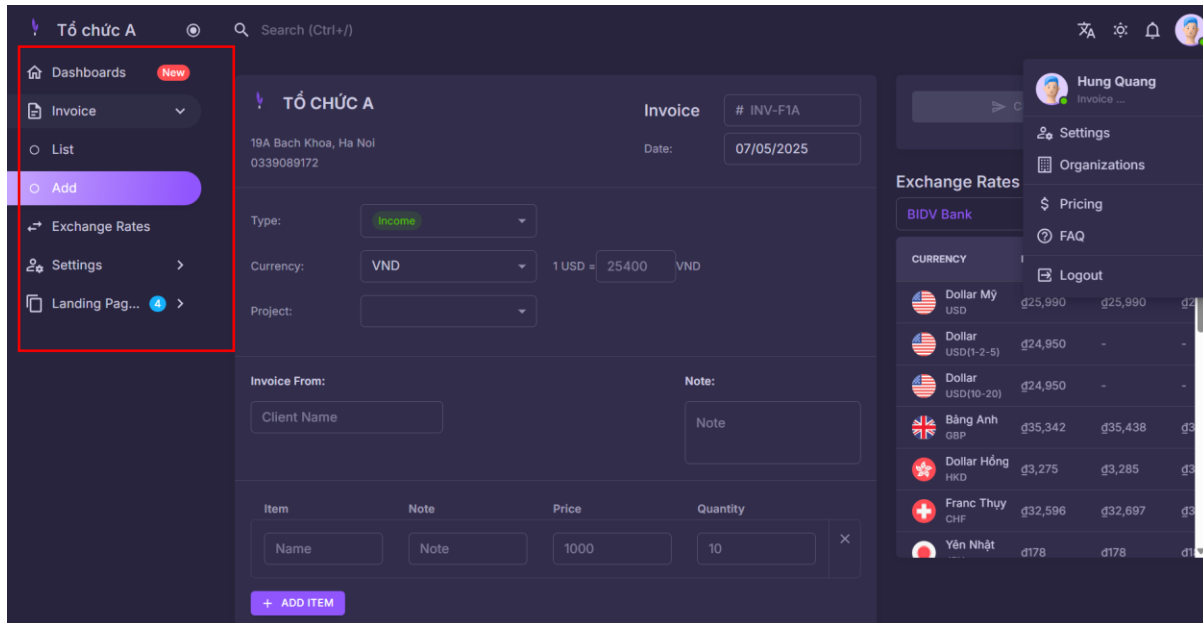 Tổ chức A
Search (Ctrl+/)
Dashboards New
Invoice
List
Add
Exchange Rates
Settings
Landing Pag... 4
TỔ CHỨC A
19A Bach Khoa, Ha Noi
0339089172
Invoice # INV-F1A
Date: 07/05/2025
Type: Income
Currency: VND 1 USD = 25400 VND
Project:
Invoice From:
Client Name
Note:
Note
Item Note Price Quantity
Name Note 1000 10
+ ADD ITEM
Hung Quang
Invoice ...
Settings
Organizations
Pricing
FAQ
Logout
Exchange Rates
BIDV Bank
CURRENCY
Dollar Mỹ
USD
₫25,990 ₫25,990
Dollar
USD(1-2-5)
₫24,950 - -
Dollar
USD(10-20)
₫24,950 - -
Bảng Anh
GBP
₫35,342 ₫35,438
Dollar Hồng
HKD
₫3,275 ₫3,285
Franc Thụy
CHF
₫32,596 ₫32,697
Yên Nhật
₫178 ₫178